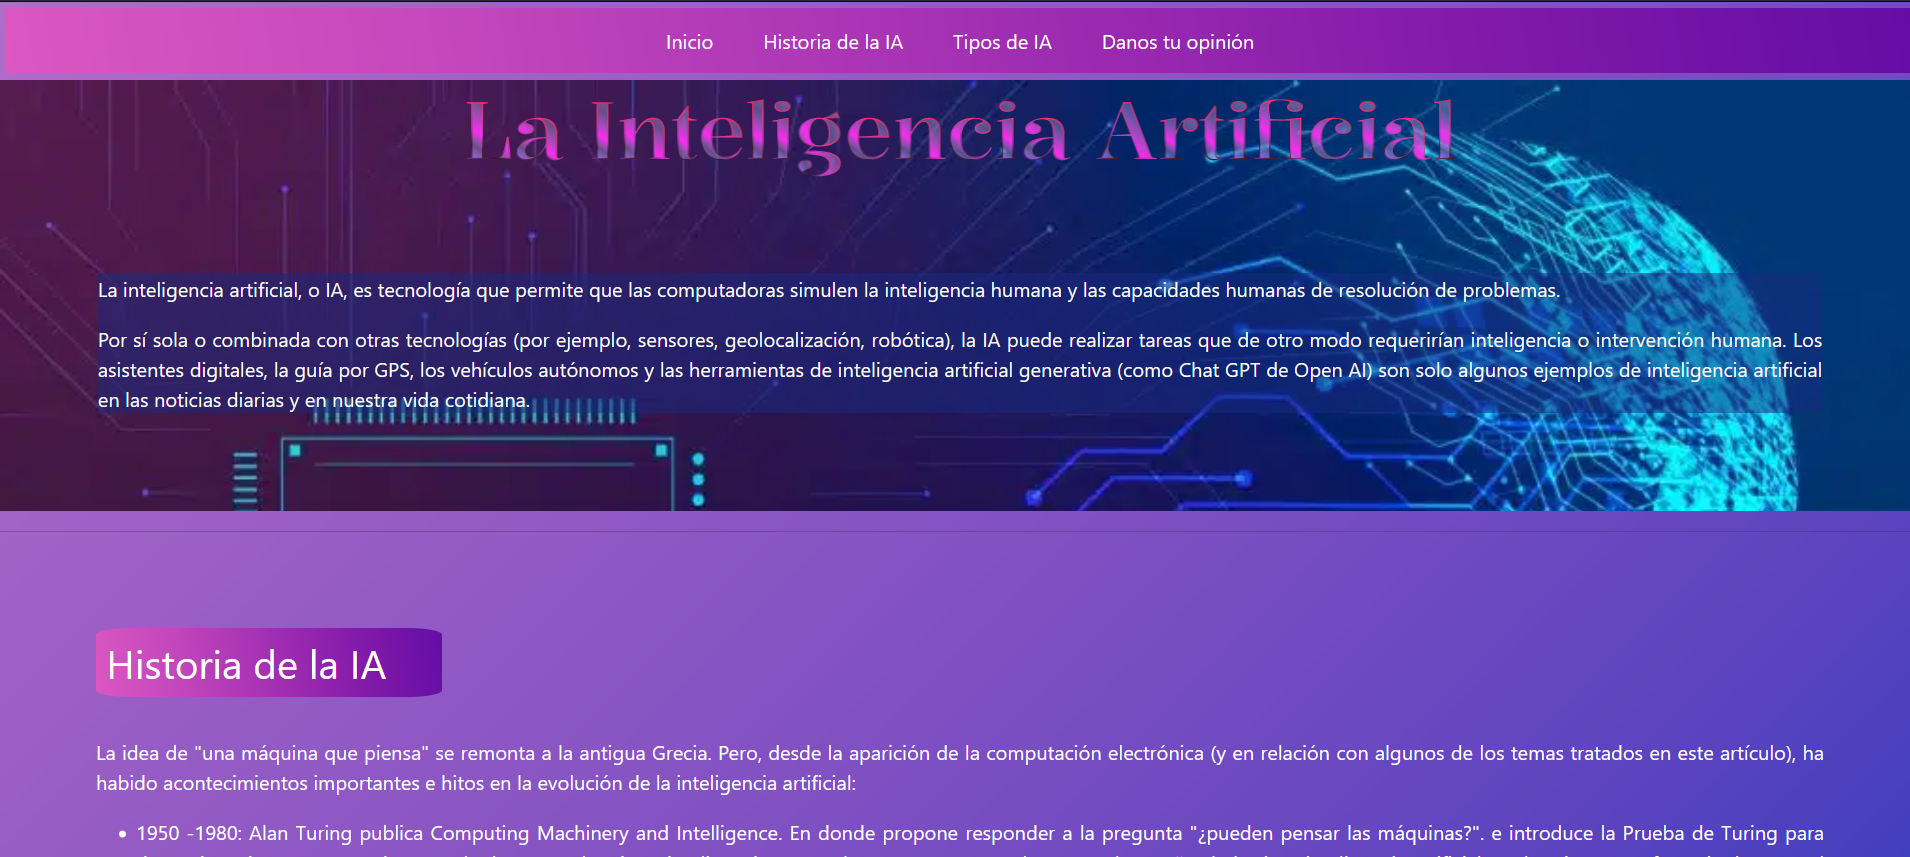 Inicio Historia de la IA Tipos de IA Danos tu opinión
La Inteligencia Artificial
La inteligencia artificial, o IA, es tecnología que permite que las computadoras simulen la inteligencia humana y las capacidades humanas de resolución de problemas.
Por sí sola o combinada con otras tecnologías (por ejemplo, sensores, geolocalización, robótica), la IA puede realizar tareas que de otro modo requerirían inteligencia o intervención humana. Los
asistentes digitales, la guía por GPS, los vehículos autónomos y las herramientas de inteligencia artificial generativa (como Chat GPT de Open AI) son solo algunos ejemplos de inteligencia artificial
en las noticias diarias y en nuestra vida cotidiana.
Historia de la IA
La idea de "una máquina que piensa" se remonta a la antigua Grecia. Pero, desde la aparición de la computación electrónica (y en relación con algunos de los temas tratados en este artículo), ha
habido acontecimientos importantes e hitos en la evolución de la inteligencia artificial:
• 1950 -1980: Alan Turing publica Computing Machinery and Intelligence. En donde propone responder a la pregunta "¿pueden pensar las máquinas?". e introduce la Prueba de Turing para